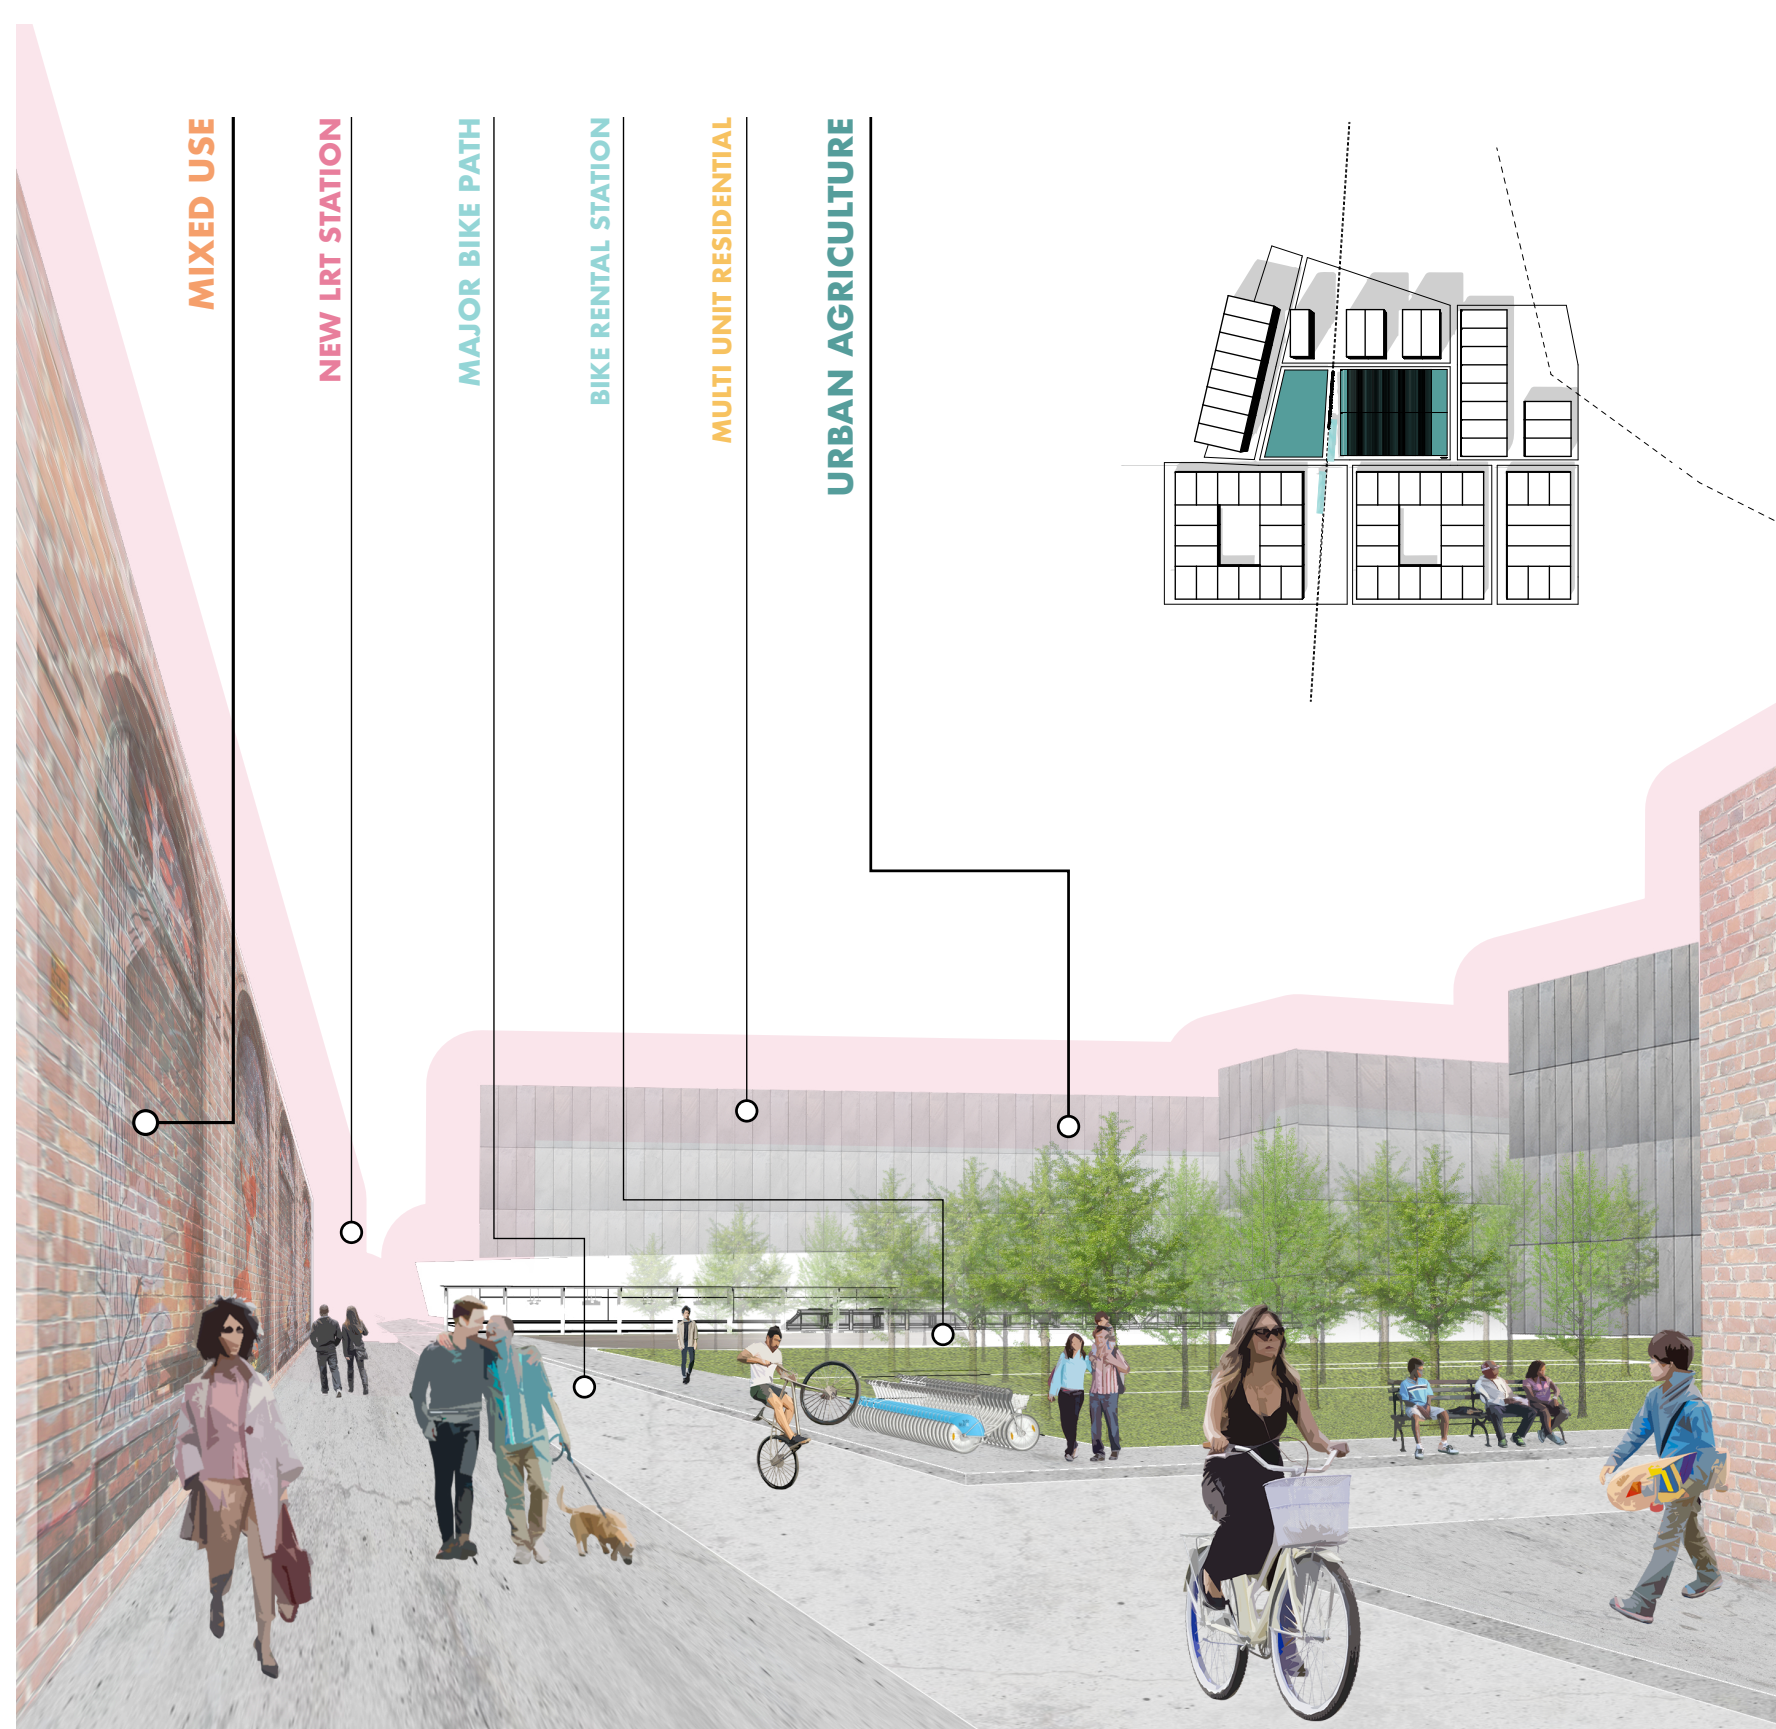 MIXED USE
NEW LRT STATION
MAJOR BIKE PATH
BIKE RENTAL STATION
MULTI UNIT RESIDENTIAL
URBAN AGRICULTURE